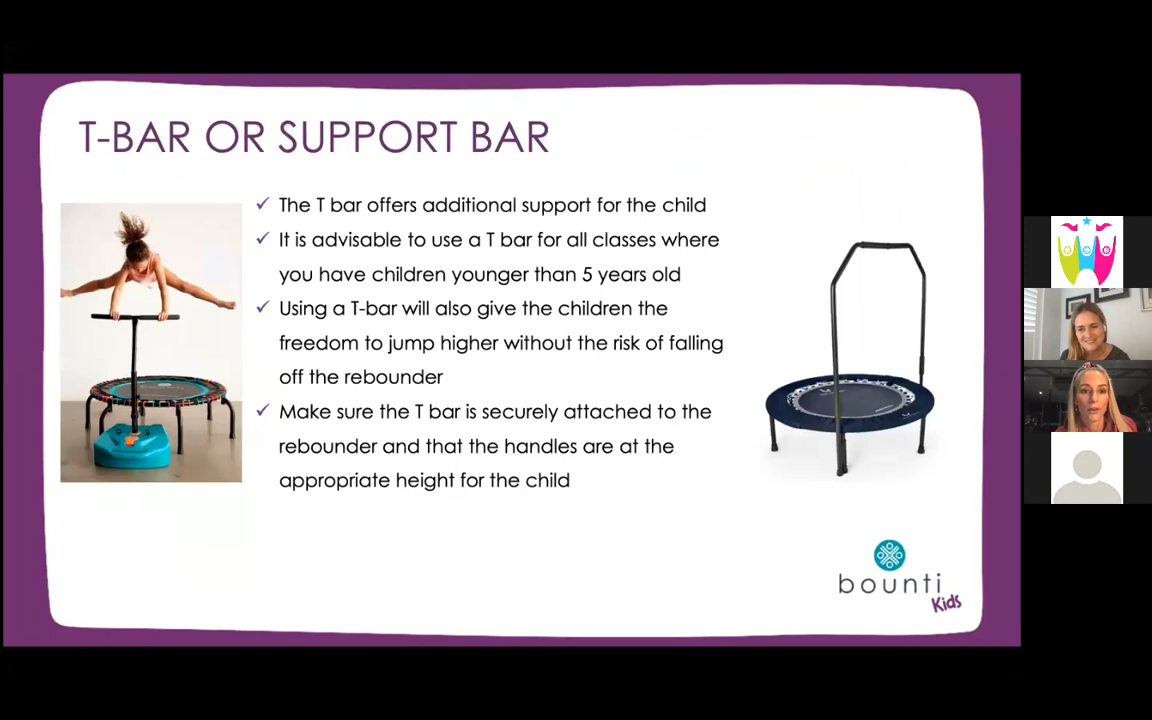 T-BAR OR SUPPORT BAR
✓ The T bar offers additional support for the child
✓ It is advisable to use a T bar for all classes where
you have children younger than 5 years old
✓ Using a T-bar will also give the children the
freedom to jump higher without the risk of falling
off the rebounder
✓ Make sure the T bar is securely attached to the
rebounder and that the handles are at the
appropriate height for the child
bounti
Kids